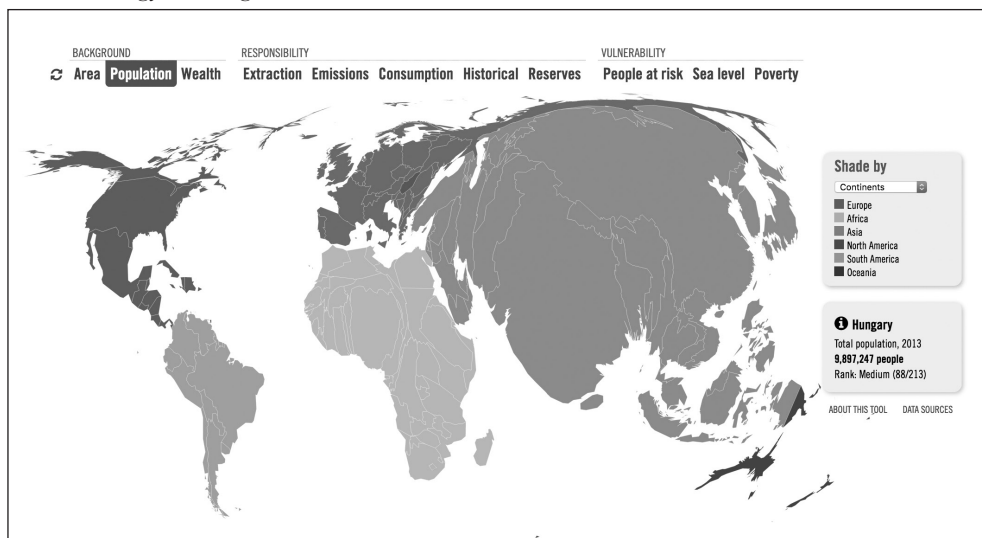 BACKGROUND
RESPONSIBILITY
VULNERABILITY
Area Population Wealth
Extraction Emissions Consumption Historical Reserves
People at risk Sea level Poverty
Shade by
Continents
Europe
Africa
Asia
North America
South America
Oceania
Hungary
Total population, 2013
9,897,247 people
Rank: Medium (88/213)
ABOUT THIS TOOL DATA SOURCES